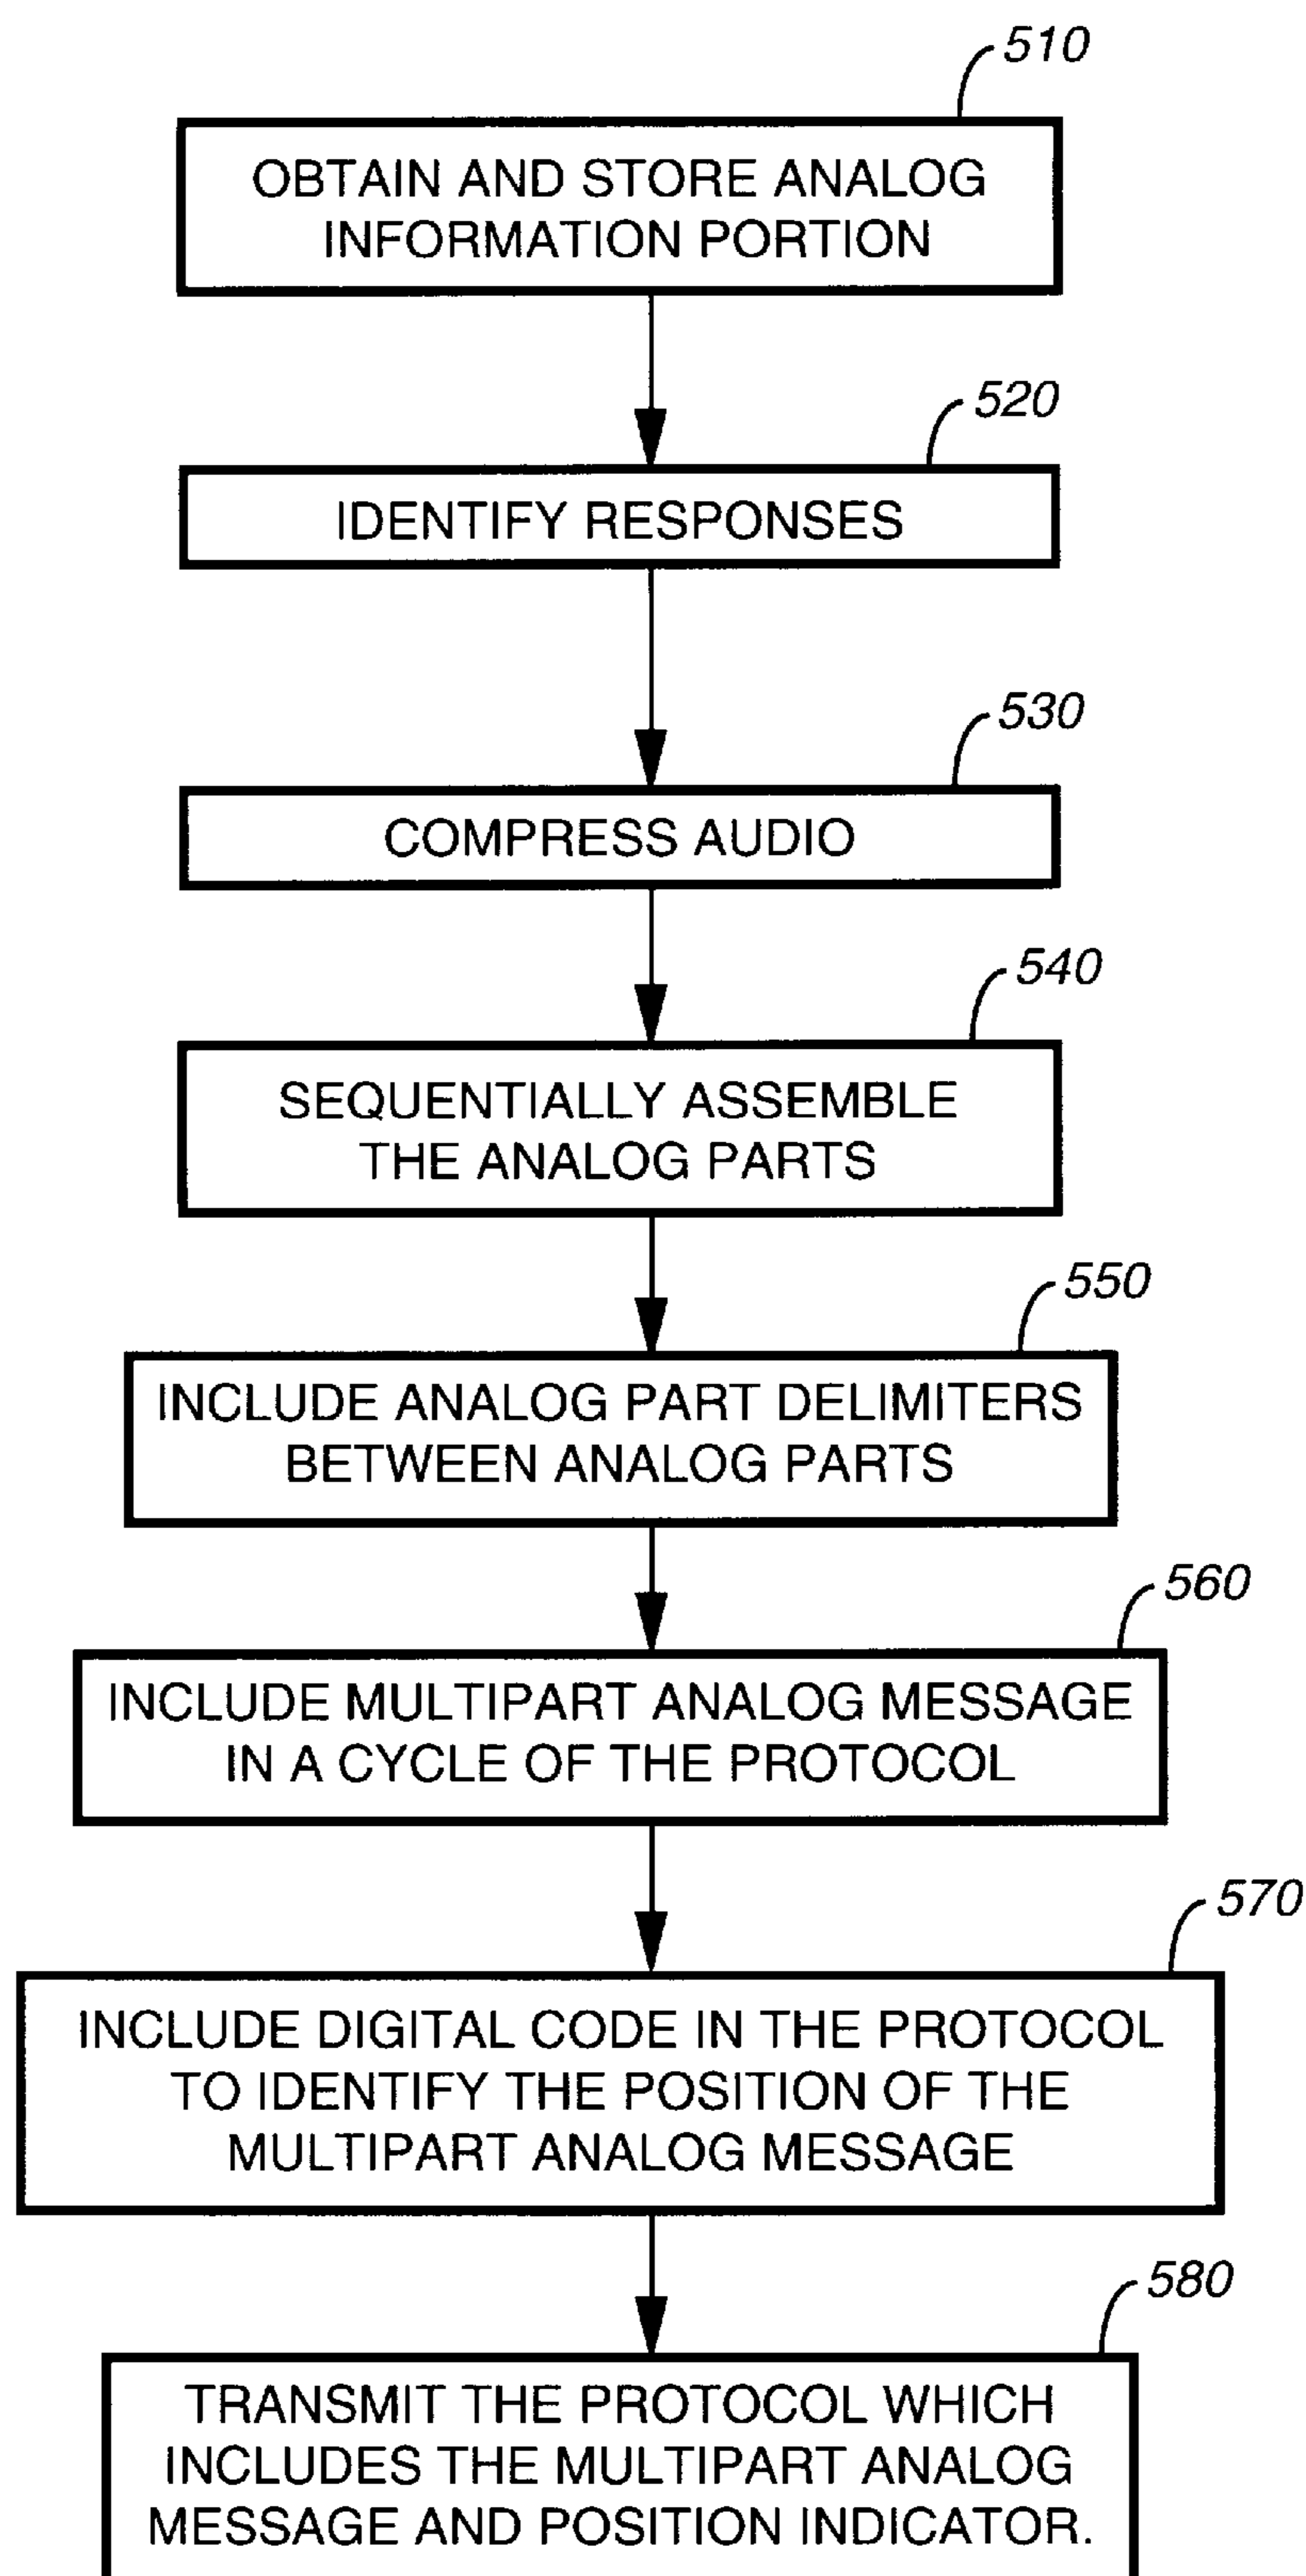 510
OBTAIN AND STORE ANALOG
INFORMATION PORTION
520
IDENTIFY RESPONSES
530
COMPRESS AUDIO
540
SEQUENTIALLY ASSEMBLE
THE ANALOG PARTS
550
INCLUDE ANALOG PART DELIMITERS
BETWEEN ANALOG PARTS
560
INCLUDE MULTIPART ANALOG MESSAGE
IN A CYCLE OF THE PROTOCOL
570
INCLUDE DIGITAL CODE IN THE PROTOCOL
TO IDENTIFY THE POSITION OF THE
MULTIPART ANALOG MESSAGE
580
TRANSMIT THE PROTOCOL WHICH
INCLUDES THE MULTIPART ANALOG
MESSAGE AND POSITION INDICATOR.